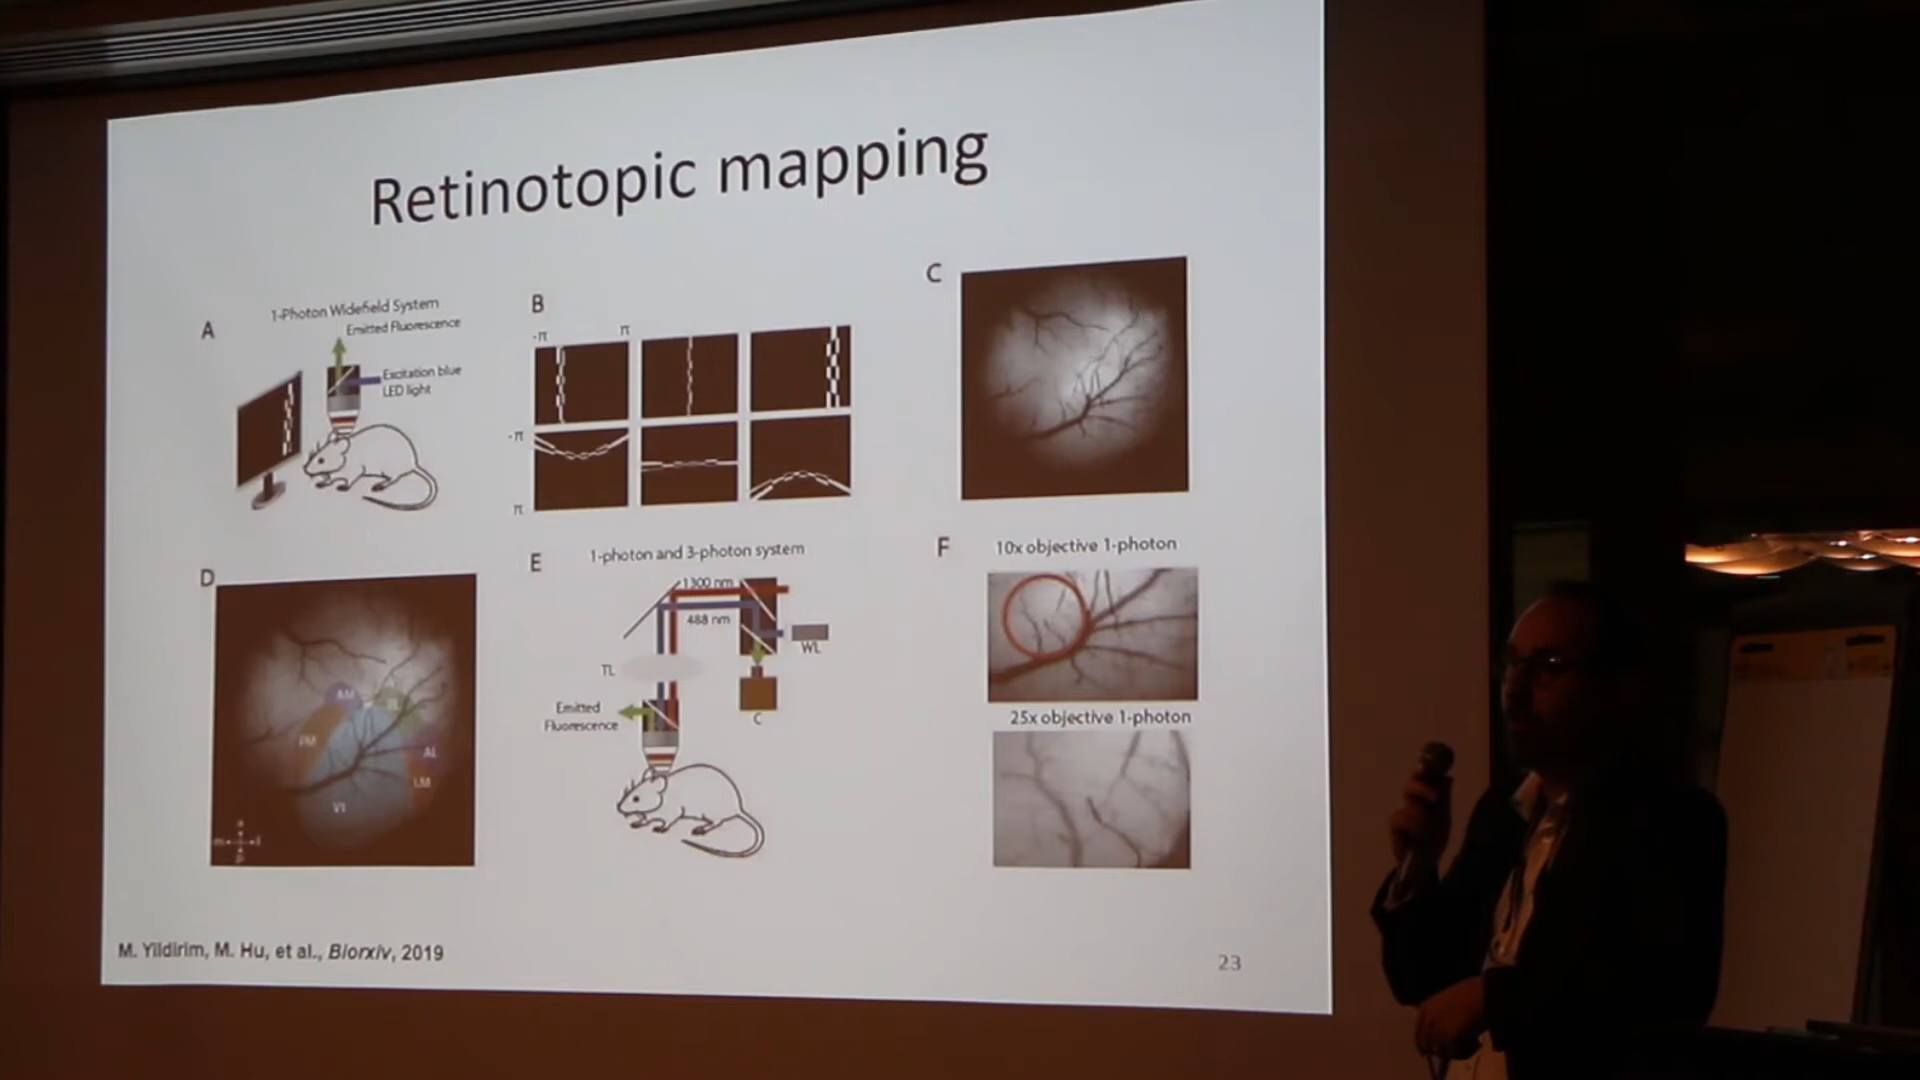 Retinotopic mapping
A
1-Photon Widefield System
Emitted Fluorescence
Excitation blue
LED light
B
-π
π
-π
π
C
D
AM
PM
AL
LM
V1
E
1-photon and 3-photon system
1300 nm
488 nm
WL
TL
Emitted
Fluorescence
C
F
10x objective 1-photon
25x objective 1-photon
M. Yildirim, M. Hu, et al., Biorxiv, 2019
23